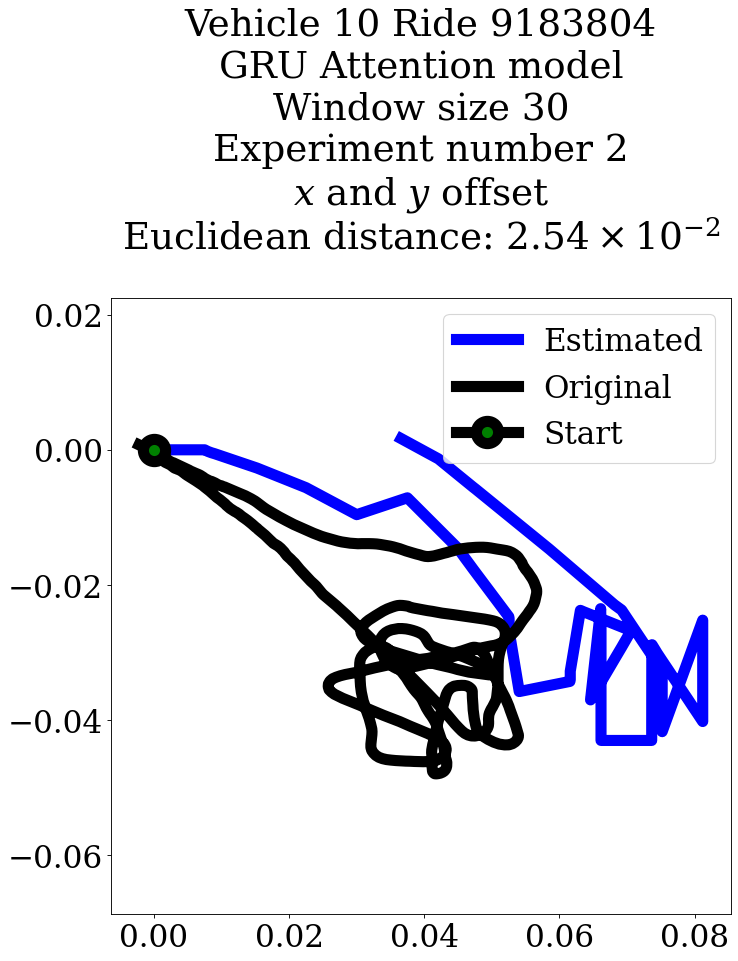 Vehicle 10 Ride 9183804
GRU Attention model
Window size 30
Experiment number 2
x and y offset
Euclidean distance: 2.54 × 10⁻²
Estimated
Original
Start
0.02
0.00
−0.02
−0.04
−0.06
0.00 0.02 0.04 0.06 0.08